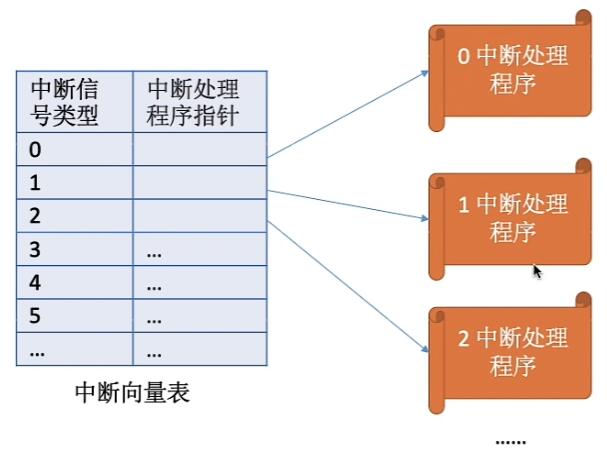 中断信
号类型
中断处理
程序指针
0
1
2
3 ...
4 ...
5 ...
... ...
中断向量表
0 中断处理
程序
1 中断处理
程序
2 中断处理
程序
......